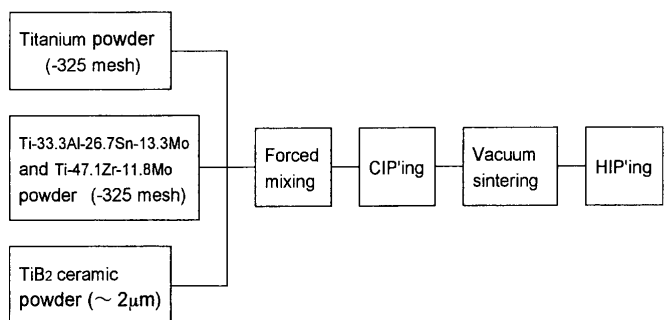 Titanium powder
(-325 mesh)
Ti-33.3Al-26.7Sn-13.3Mo
and Ti-47.1Zr-11.8Mo
powder (-325 mesh)
TiB2 ceramic
powder (~ 2μm)
Forced
mixing
CIP'ing
Vacuum
sintering
HIP'ing